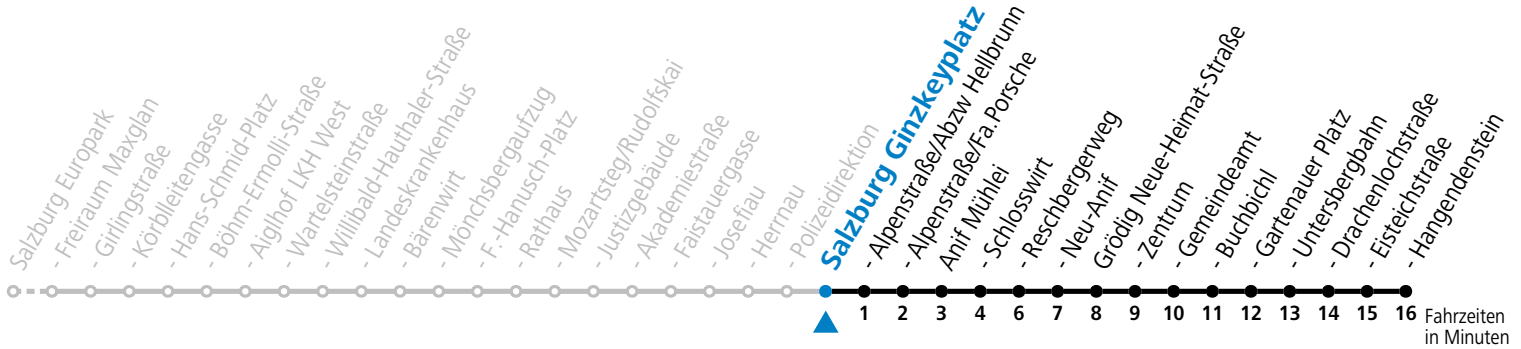 Salzburg Europark
- Freiraum Maxglan
- Girlingstraße
- Körblleitengasse
- Hans-Schmid-Platz
- Böhm-Ermolli-Straße
- Aiglhof LKH West
- Wartelsteinstraße
- Willibald-Hauthaler-Straße
- Landeskrankenhaus
- Bärenwirt
- Mönchsbergaufzug
- F.-Hanusch-Platz
- Rathaus
- Mozartsteg/Rudolfskai
- Justizgebäude
- Akademiestraße
- Faistauergasse
- Josefiau
- Herrnau
- Polizeidirektion
Salzburg Ginzkeyplatz
- Alpenstraße/Abzw Hellbrunn
- Alpenstraße/Fa.Porsche
Anif Mühlei
- Schlosswirt
- Reschbergerweg
- Neu-Anif
Grödig Neue-Heimat-Straße
- Zentrum
- Gemeindeamt
- Buchbichl
- Gartenauer Platz
- Untersbergbahn
- Drachenlochstraße
- Eisteichstraße
- Hangendenstein
1 2 3 4 6 7 8 9 10 11 12 13 14 15 16 Fahrzeiten
in Minuten